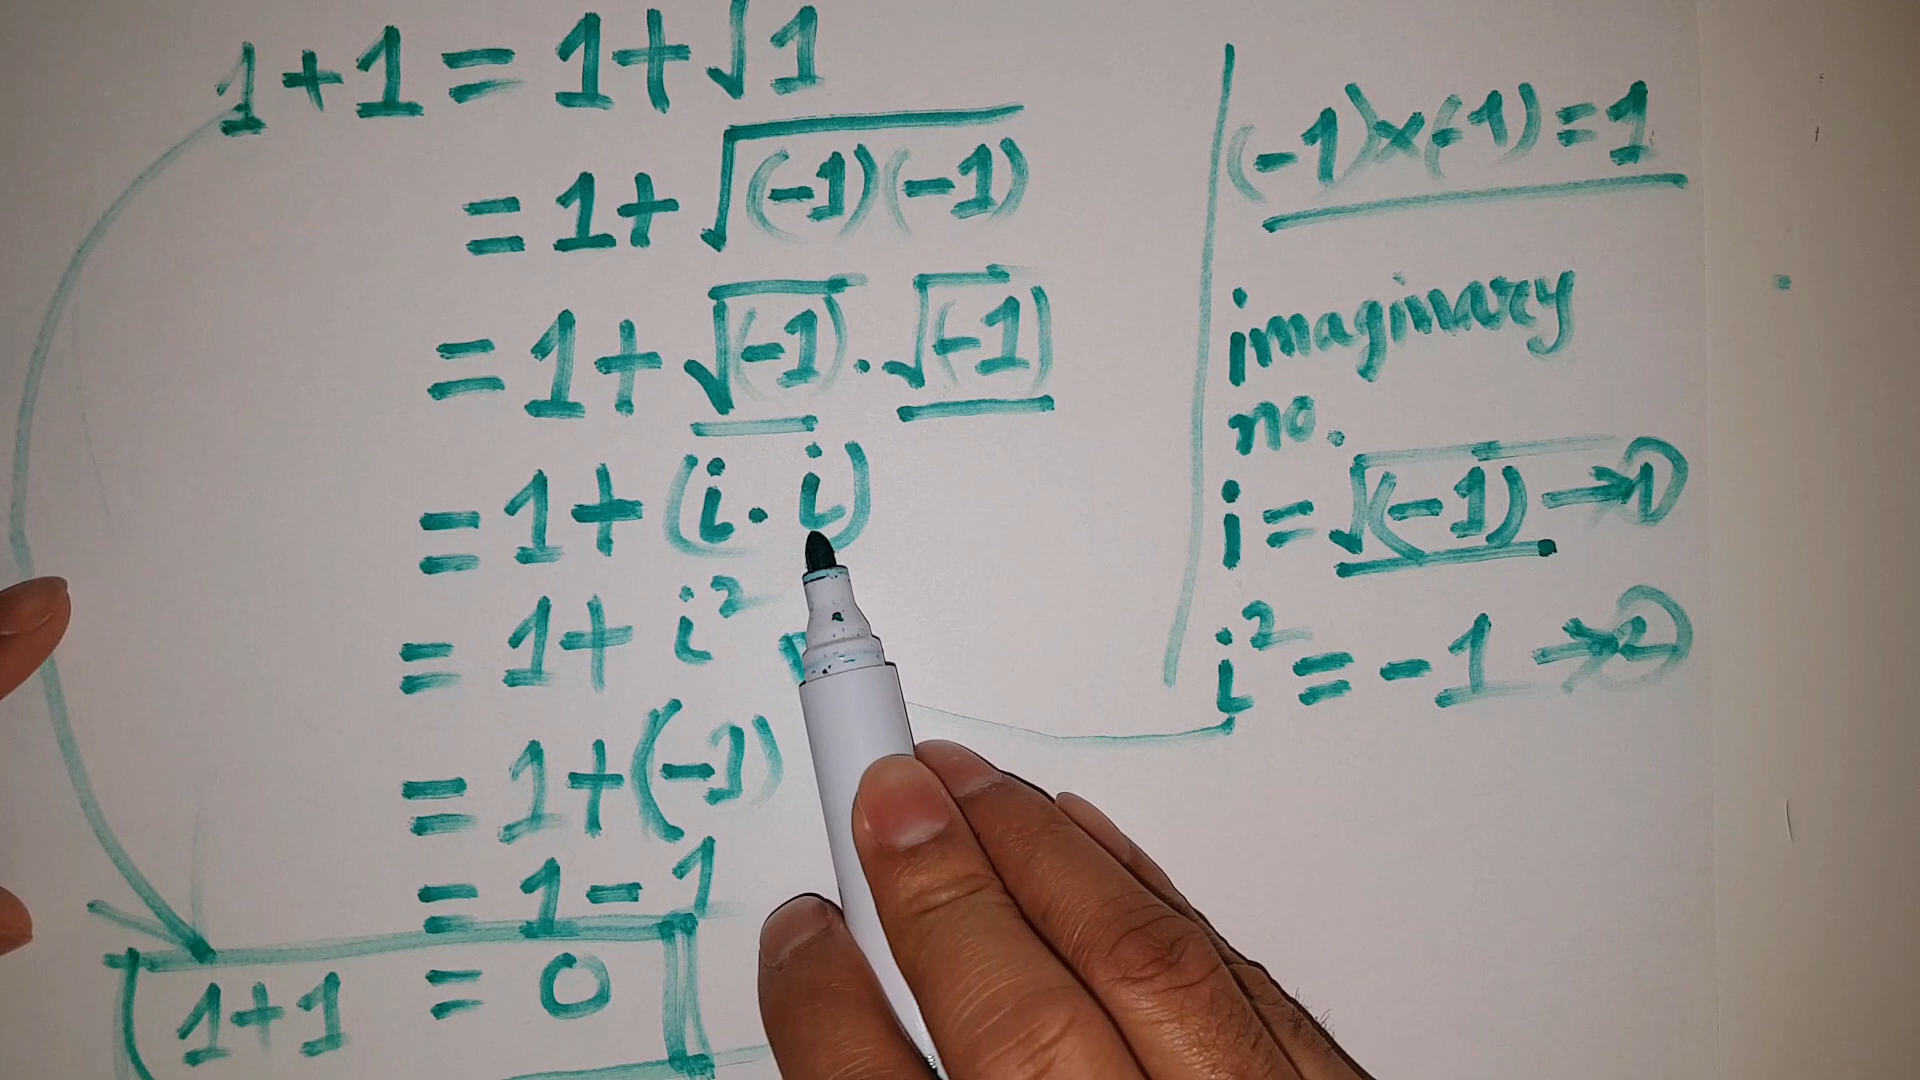 1+1=1+√1
=1+√(-1)(-1)
=1+√(-1).√(-1)
=1+(i.i)
=1+i²
=1+(-1)
=1-1
1+1=0
(-1)×(-1)=1
imaginary
no.
i=√(-1)→①
i²=-1→②